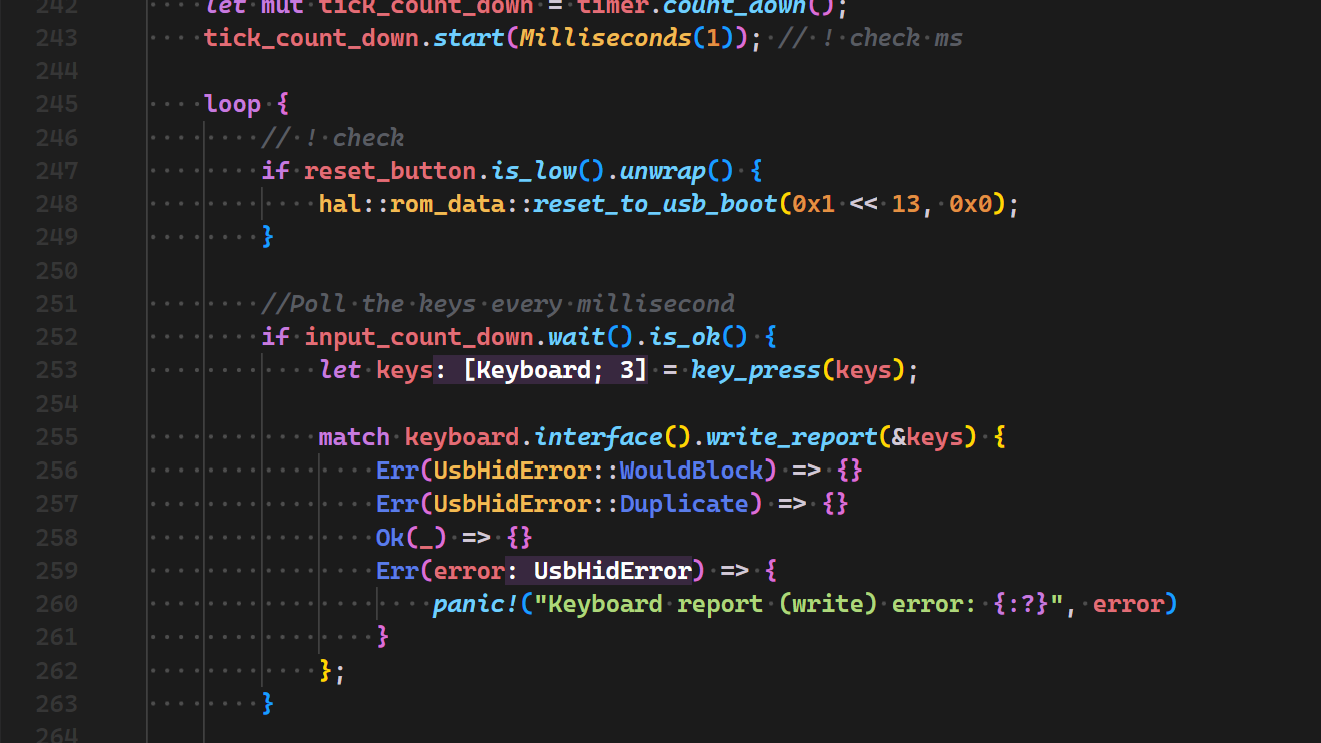 242 let mut tick_count_down = timer.count_down();
243 tick_count_down.start(Milliseconds(1)); // ! check ms
244
245 loop {
246 // ! check
247 if reset_button.is_low().unwrap() {
248 hal::rom_data::reset_to_usb_boot(0x1 << 13, 0x0);
249 }
250
251 //Poll the keys every millisecond
252 if input_count_down.wait().is_ok() {
253 let keys: [Keyboard; 3] = key_press(keys);
254
255 match keyboard.interface().write_report(&keys) {
256 Err(UsbHidError::WouldBlock) => {}
257 Err(UsbHidError::Duplicate) => {}
258 Ok(_) => {}
259 Err(error: UsbHidError) => {
260 panic!("Keyboard report (write) error: {:?}", error)
261 }
262 };
263 }
264